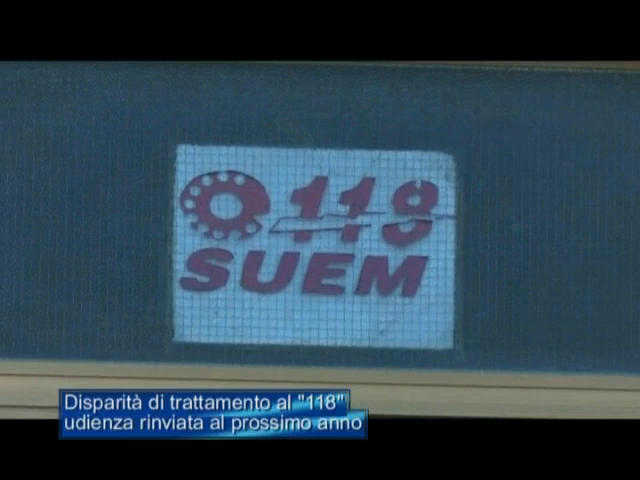 118
SUEM
Disparità di trattamento al "118"
udienza rinviata al prossimo anno